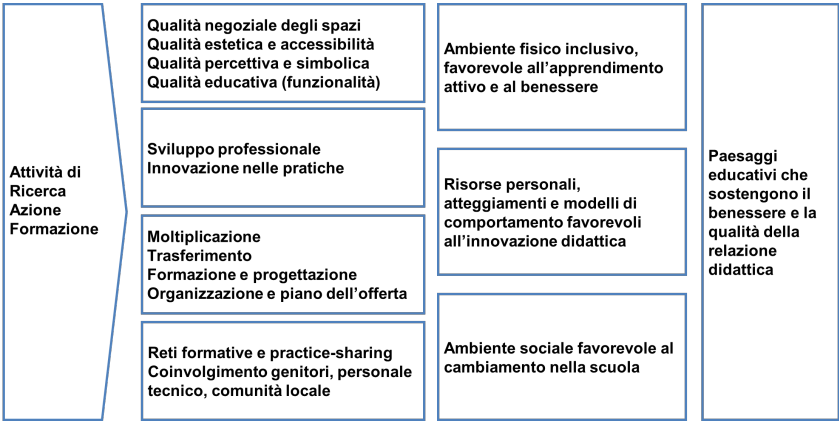 Attività di
Ricerca
Azione
Formazione
Qualità negoziale degli spazi
Qualità estetica e accessibilità
Qualità percettiva e simbolica
Qualità educativa (funzionalità)
Sviluppo professionale
Innovazione nelle pratiche
Moltiplicazione
Trasferimento
Formazione e progettazione
Organizzazione e piano dell’offerta
Reti formative e practice-sharing
Coinvolgimento genitori, personale
tecnico, comunità locale
Ambiente fisico inclusivo,
favorevole all’apprendimento
attivo e al benessere
Risorse personali,
atteggiamenti e modelli di
comportamento favorevoli
all’innovazione didattica
Ambiente sociale favorevole al
cambiamento nella scuola
Paesaggi
educativi che
sostengono il
benessere e la
qualità della
relazione
didattica